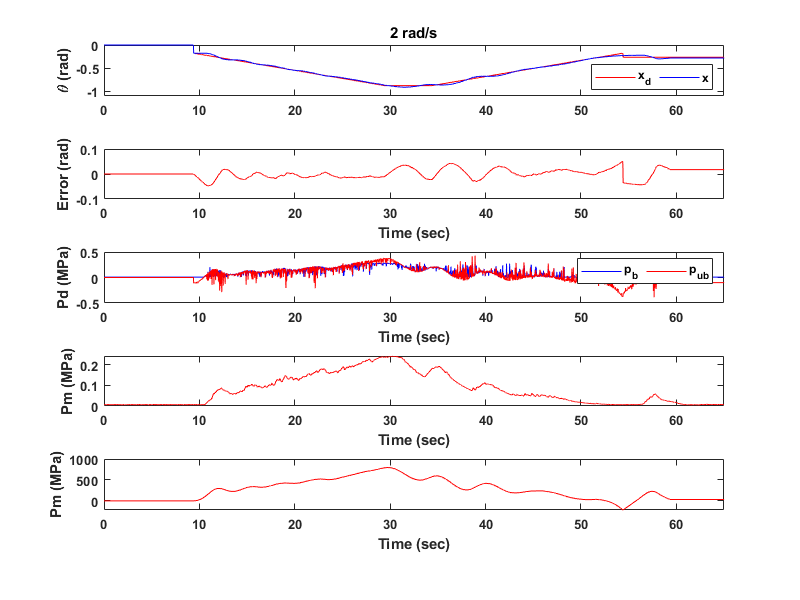 2 rad/s
θ (rad)
0
-0.5
-1
x_d x
0 10 20 30 40 50 60
Error (rad)
0.1
0
-0.1
0 10 20 30 40 50 60
Time (sec)
Pd (MPa)
0.5
0
-0.5
p_b p_ub
0 10 20 30 40 50 60
Time (sec)
Pm (MPa)
0.2
0.1
0
0 10 20 30 40 50 60
Time (sec)
Pm (MPa)
1000
500
0
0 10 20 30 40 50 60
Time (sec)